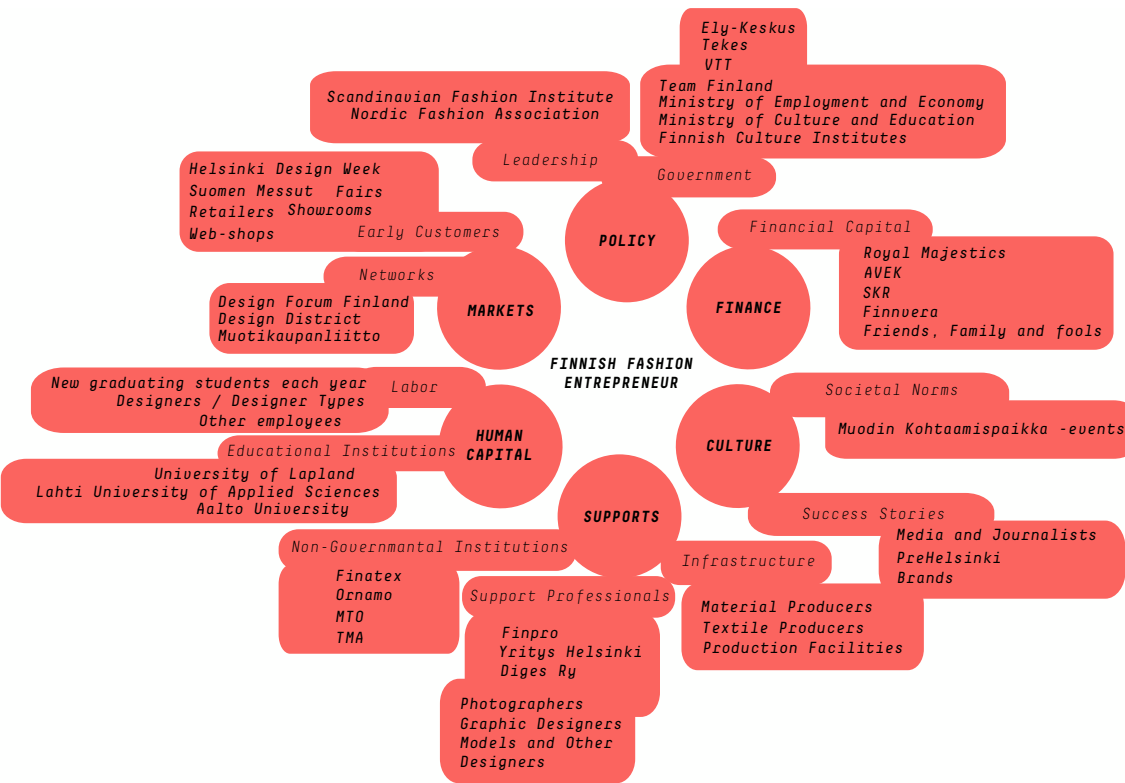 Ely-Keskus
Tekes
VTT
Team Finland
Ministry of Employment and Economy
Ministry of Culture and Education
Finnish Culture Institutes
Government
Scandinavian Fashion Institute
Nordic Fashion Association
Leadership
POLICY
Helsinki Design Week
Suomen Messut Fairs
Retailers Showrooms
Web-shops
Early Customers
Networks
Design Forum Finland
Design District
Muotikaupanliitto
MARKETS
Financial Capital
Royal Majestics
AVEK
SKR
Finnvera
Friends, Family and fools
FINANCE
FINNISH FASHION
ENTREPRENEUR
Labor
New graduating students each year
Designers / Designer Types
Other employees
Educational Institutions
University of Lapland
Lahti University of Applied Sciences
Aalto University
HUMAN
CAPITAL
Societal Norms
Muodin Kohtaamispaikka -events
CULTURE
Success Stories
Media and Journalists
PreHelsinki
Brands
SUPPORTS
Non-Governmantal Institutions
Finatex
Ornamo
MTO
TMA
Support Professionals
Finpro
Yritys Helsinki
Diges Ry
Photographers
Graphic Designers
Models and Other
Designers
Infrastructure
Material Producers
Textile Producers
Production Facilities